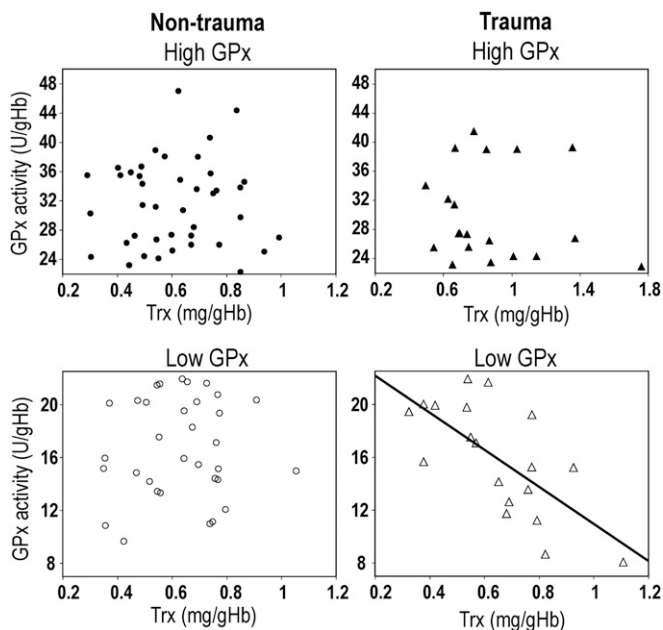 Non-trauma
High GPx
Trauma
High GPx
GPx activity (U/gHb)
48
44
40
36
32
28
24
0.2 0.4 0.6 0.8 1.0 1.2
Trx (mg/gHb)
48
44
40
36
32
28
24
0.2 0.6 1.0 1.4 1.8
Trx (mg/gHb)
Low GPx
GPx activity (U/gHb)
20
16
12
8
0.2 0.4 0.6 0.8 1.0 1.2
Trx (mg/gHb)
Low GPx
20
16
12
8
0.2 0.4 0.6 0.8 1.0 1.2
Trx (mg/gHb)